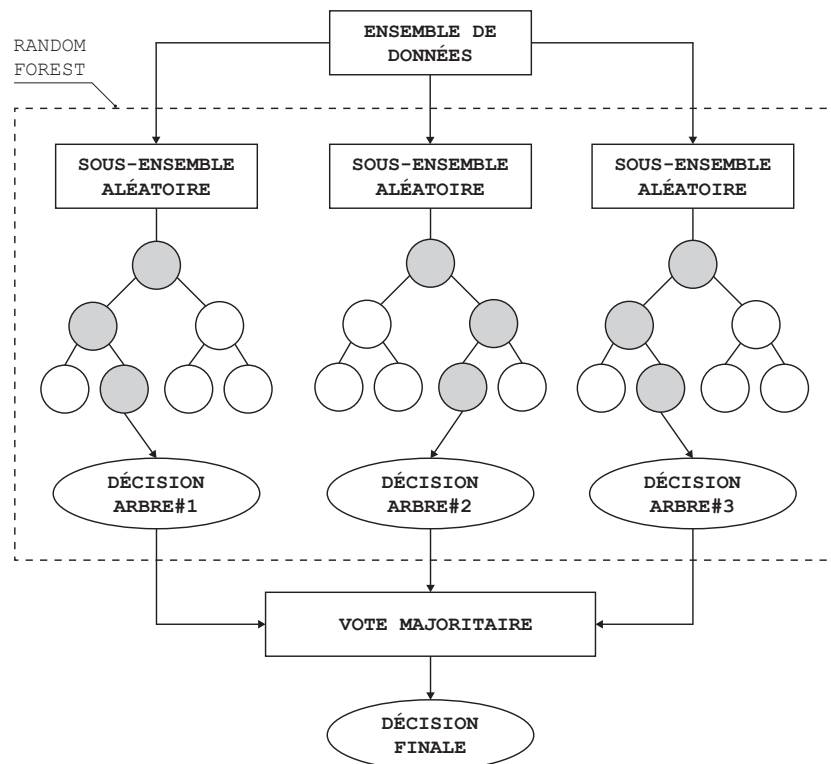 ENSEMBLE DE
DONNÉES
RANDOM
FOREST
SOUS-ENSEMBLE
ALÉATOIRE
SOUS-ENSEMBLE
ALÉATOIRE
SOUS-ENSEMBLE
ALÉATOIRE
DÉCISION
ARBRE#1
DÉCISION
ARBRE#2
DÉCISION
ARBRE#3
VOTE MAJORITAIRE
DÉCISION
FINALE